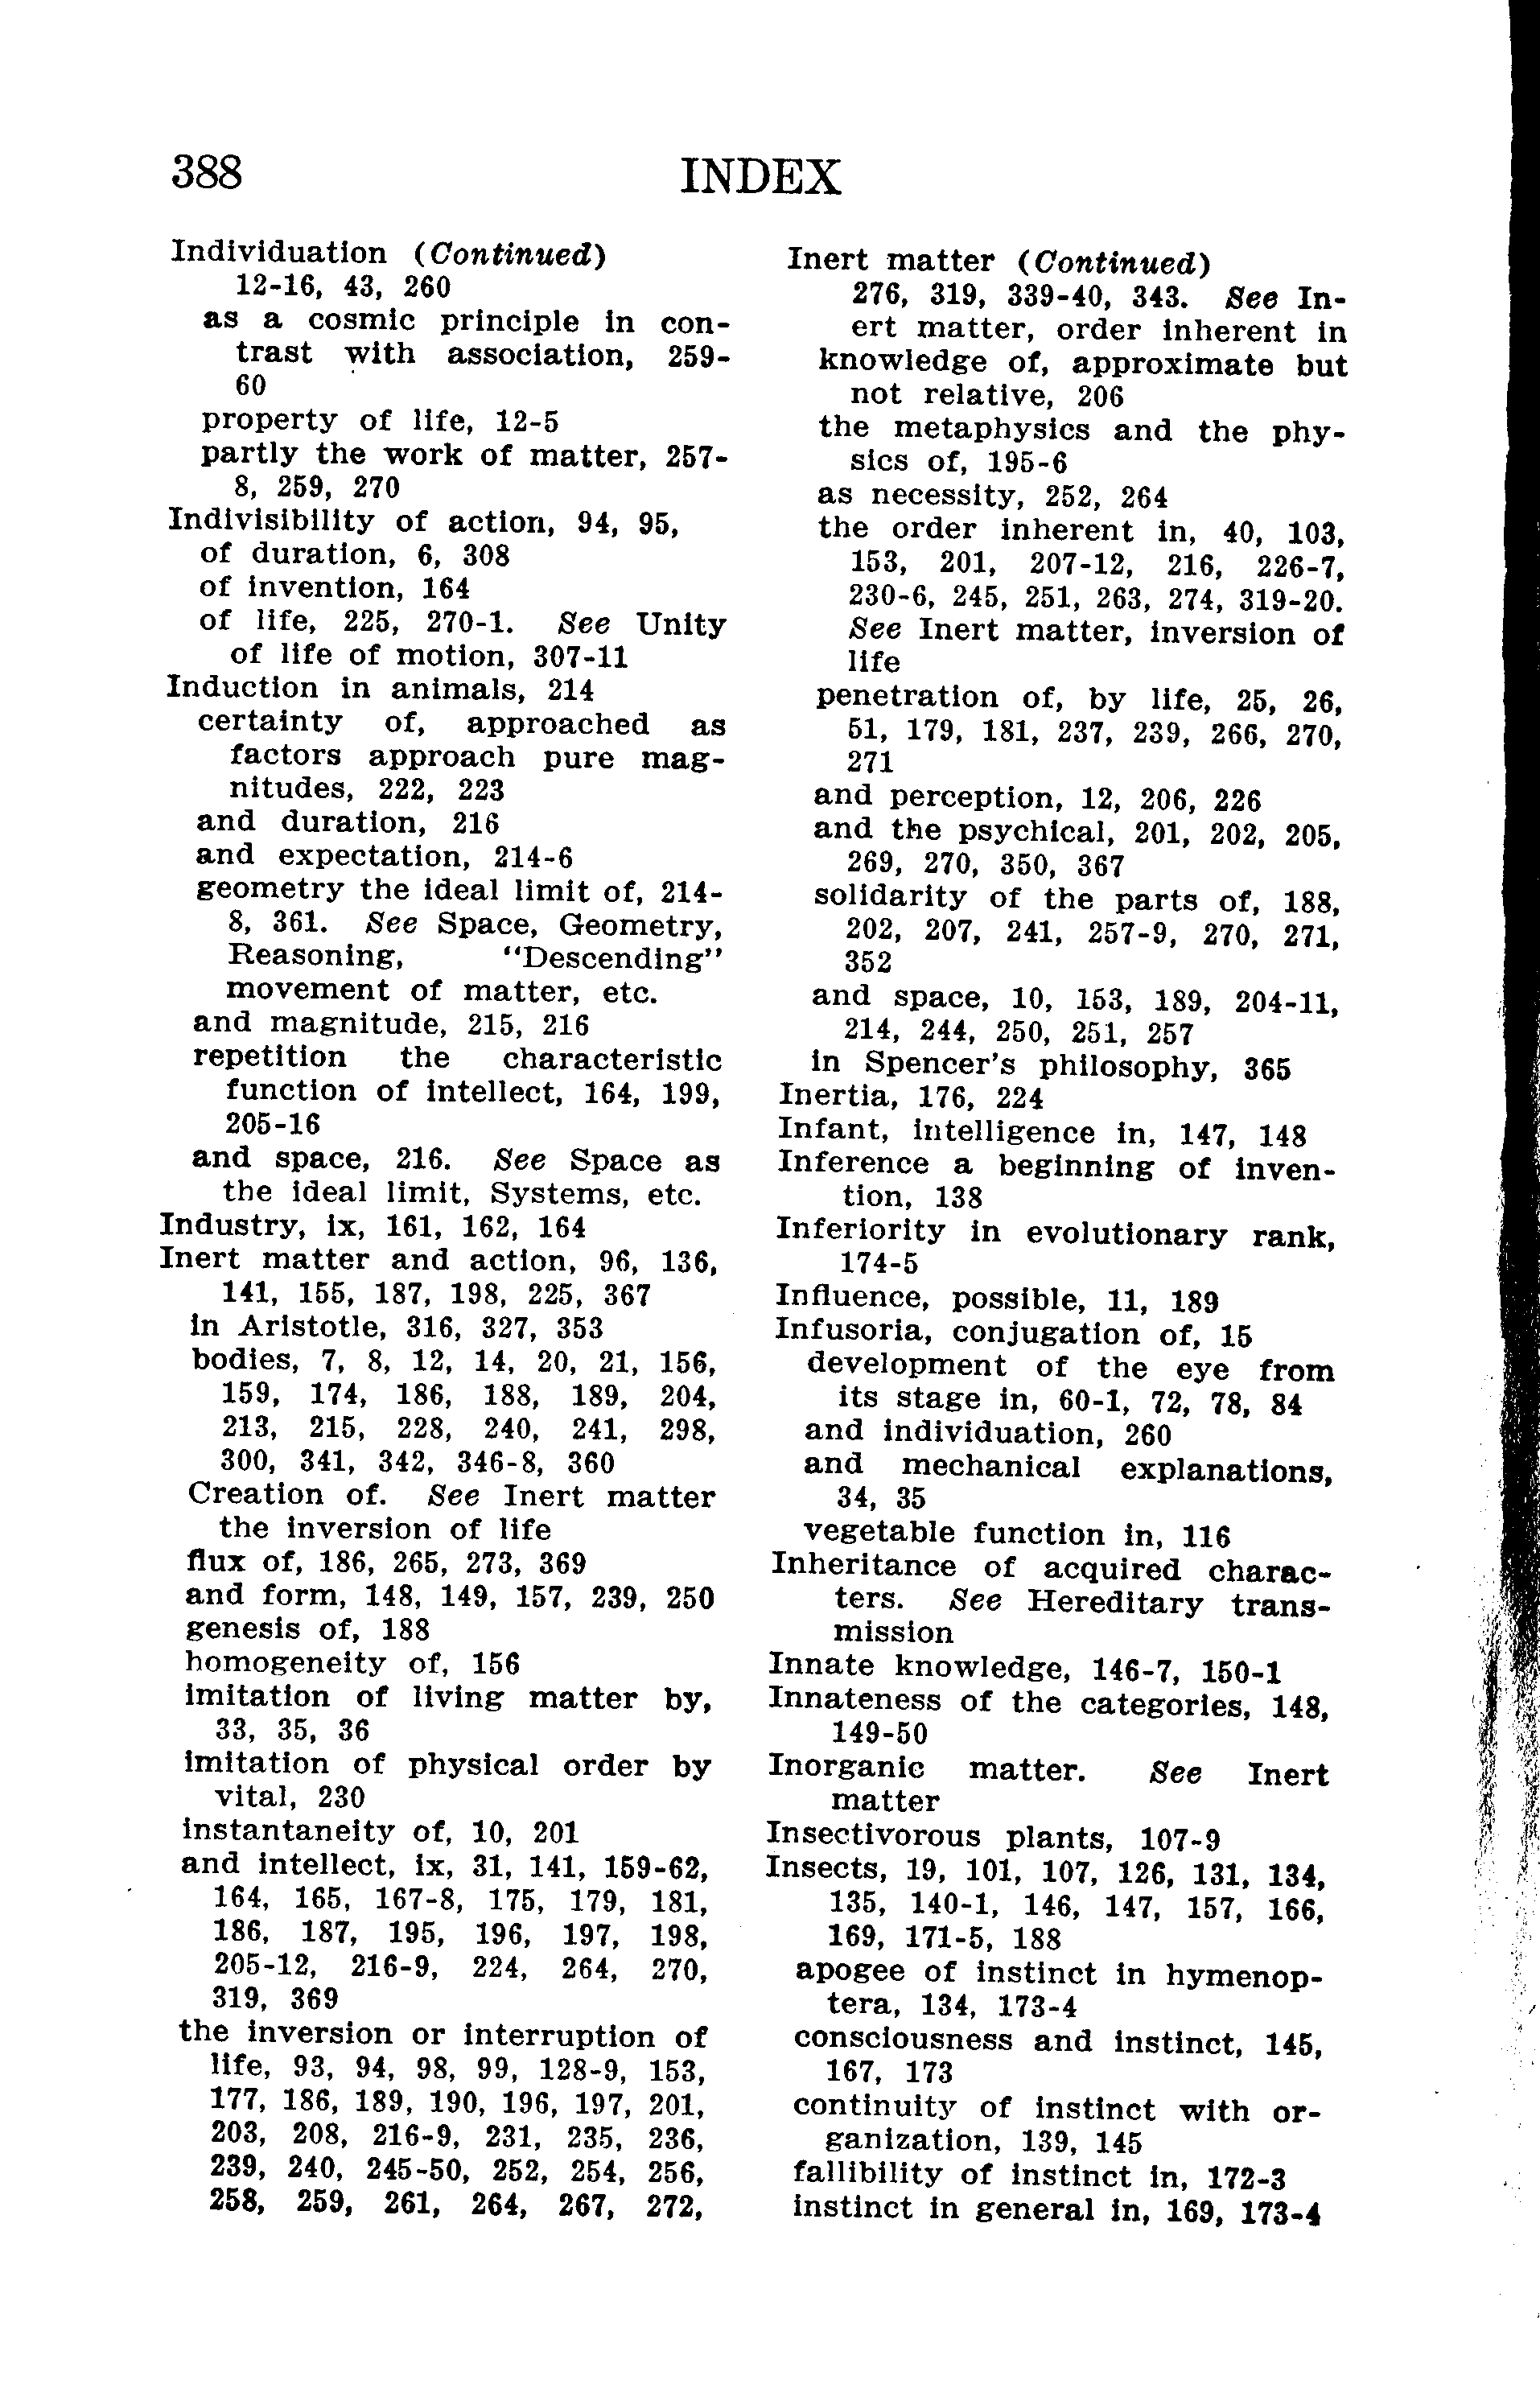 388
INDEX
Individuation (Continued)
12-16, 43, 260
as a cosmic principle in con-
trast with association, 259-
60
property of life, 12-5
partly the work of matter, 257-
8, 259, 270
Indivisibility of action, 94, 95,
of duration, 6, 308
of invention, 164
of life, 225, 270-1. See Unity
of life of motion, 307-11
Induction in animals, 214
certainty of, approached as
factors approach pure mag-
nitudes, 222, 223
and duration, 216
and expectation, 214-6
geometry the ideal limit of, 214-
8, 361. See Space, Geometry,
Reasoning, "Descending"
movement of matter, etc.
and magnitude, 215, 216
repetition the characteristic
function of intellect, 164, 199,
205-16
and space, 216. See Space as
the ideal limit, Systems, etc.
Industry, ix, 161, 162, 164
Inert matter and action, 96, 136,
141, 155, 187, 198, 225, 367
in Aristotle, 316, 327, 353
bodies, 7, 8, 12, 14, 20, 21, 156,
159, 174, 186, 188, 189, 204,
213, 215, 228, 240, 241, 298,
300, 341, 342, 346-8, 360
Creation of. See Inert matter
the inversion of life
flux of, 186, 265, 273, 369
and form, 148, 149, 157, 239, 250
genesis of, 188
homogeneity of, 156
imitation of living matter by,
33, 35, 36
imitation of physical order by
vital, 230
instantaneity of, 10, 201
and intellect, ix, 31, 141, 159-62,
164, 165, 167-8, 175, 179, 181,
186, 187, 195, 196, 197, 198,
205-12, 216-9, 224, 264, 270,
319, 369
the inversion or interruption of
life, 93, 94, 98, 99, 128-9, 153,
177, 186, 189, 190, 196, 197, 201,
203, 208, 216-9, 231, 235, 236,
239, 240, 245-50, 252, 254, 256,
258, 259, 261, 264, 267, 272,
Inert matter (Continued)
276, 319, 339-40, 343. See In-
ert matter, order inherent in
knowledge of, approximate but
not relative, 206
the metaphysics and the phy-
sics of, 195-6
as necessity, 252, 264
the order inherent in, 40, 103,
153, 201, 207-12, 216, 226-7,
230-6, 245, 251, 263, 274, 319-20.
See Inert matter, inversion of
life
penetration of, by life, 25, 26,
51, 179, 181, 237, 239, 266, 270,
271
and perception, 12, 206, 226
and the psychical, 201, 202, 205,
269, 270, 350, 367
solidarity of the parts of, 188,
202, 207, 241, 257-9, 270, 271,
352
and space, 10, 153, 189, 204-11,
214, 244, 250, 251, 257
in Spencer's philosophy, 365
Inertia, 176, 224
Infant, intelligence in, 147, 148
Inference a beginning of inven-
tion, 138
Inferiority in evolutionary rank,
174-5
Influence, possible, 11, 189
Infusoria, conjugation of, 15
development of the eye from
its stage in, 60-1, 72, 78, 84
and individuation, 260
and mechanical explanations,
34, 35
vegetable function in, 116
Inheritance of acquired charac-
ters. See Hereditary trans-
mission
Innate knowledge, 146-7, 150-1
Innateness of the categories, 148,
149-50
Inorganic matter. See Inert
matter
Insectivorous plants, 107-9
Insects, 19, 101, 107, 126, 131, 134,
135, 140-1, 146, 147, 157, 166,
169, 171-5, 188
apogee of instinct in hymenop-
tera, 134, 173-4
consciousness and instinct, 145,
167, 173
continuity of instinct with or-
ganization, 139, 145
fallibility of instinct in, 172-3
instinct in general in, 169, 173-4